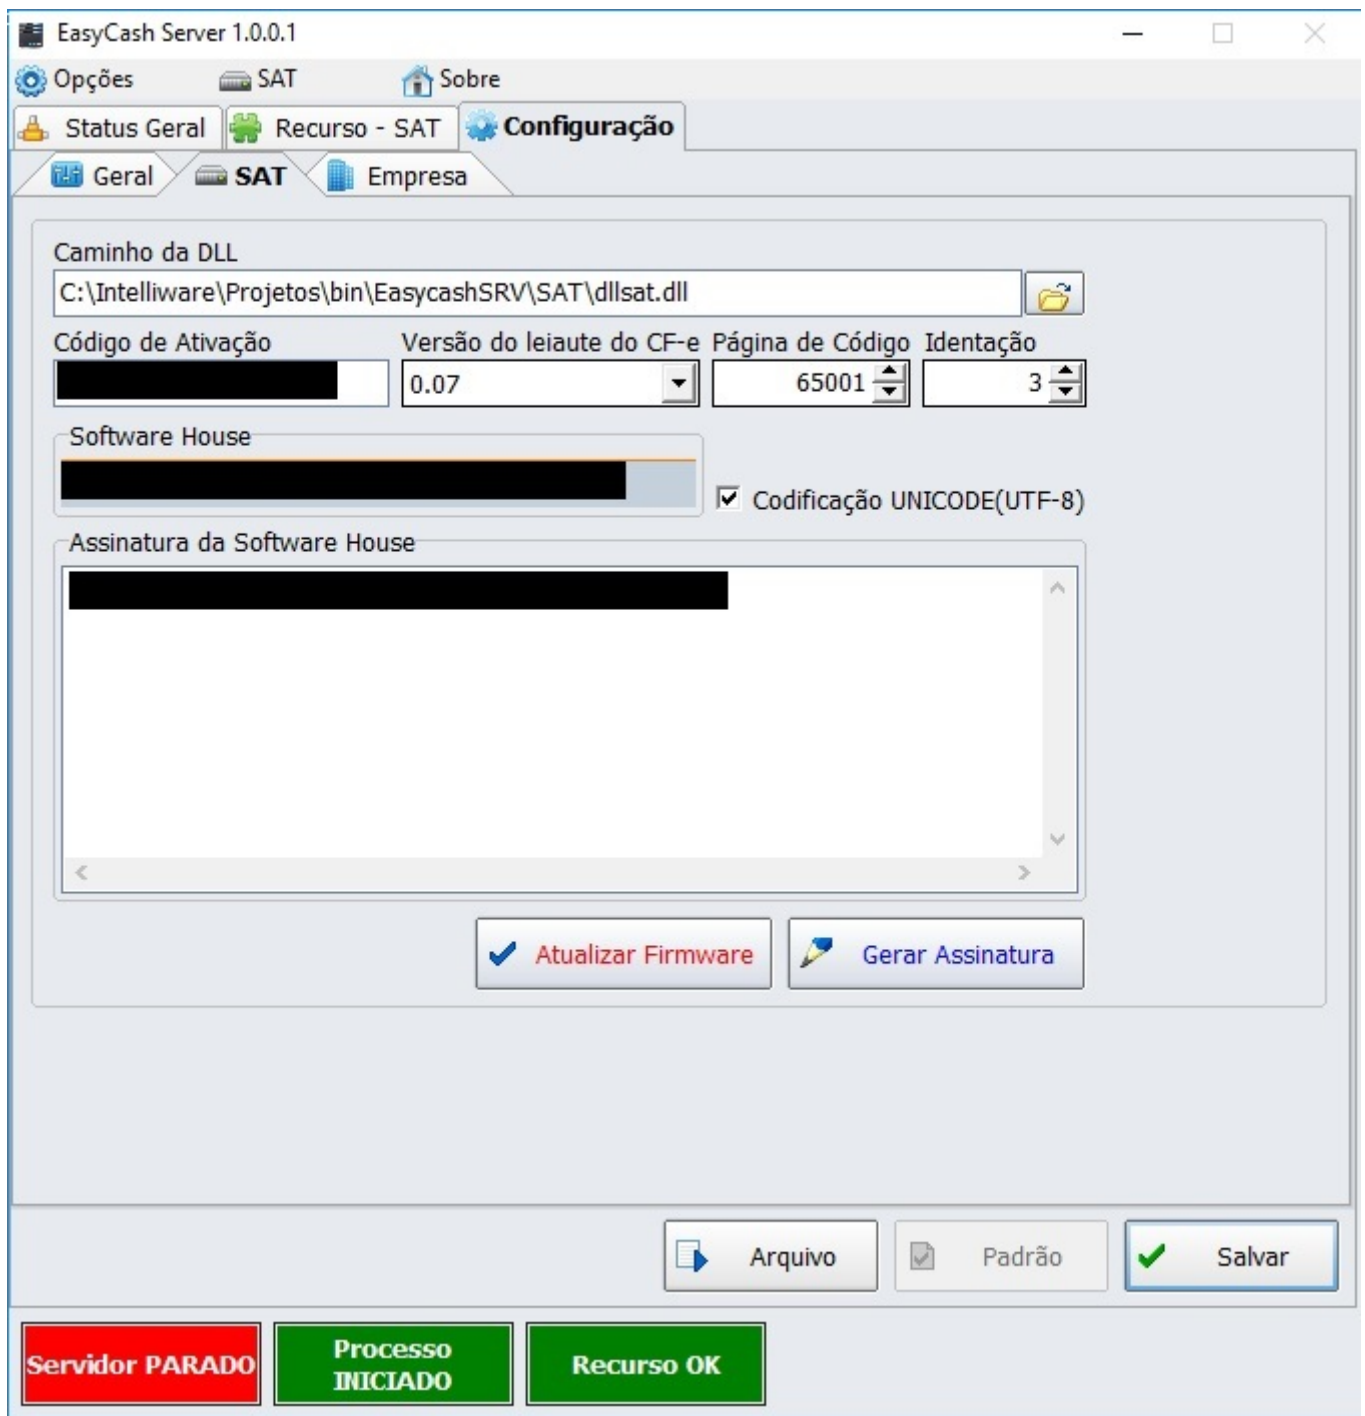 EasyCash Server 1.0.0.1
Opções SAT Sobre
Status Geral Recurso - SAT Configuração
Geral SAT Empresa
Caminho da DLL
C:\Intelliware\Projetos\bin\EasycashSRV\SAT\dllsat.dll
Código de Ativação Versão do leiaute do CF-e Página de Código Identação
0.07 65001 3
Software House
Codificação UNICODE(UTF-8)
Assinatura da Software House
Atualizar Firmware Gerar Assinatura
Arquivo Padrão Salvar
Servidor PARADO
Processo
INICIADO
Recurso OK